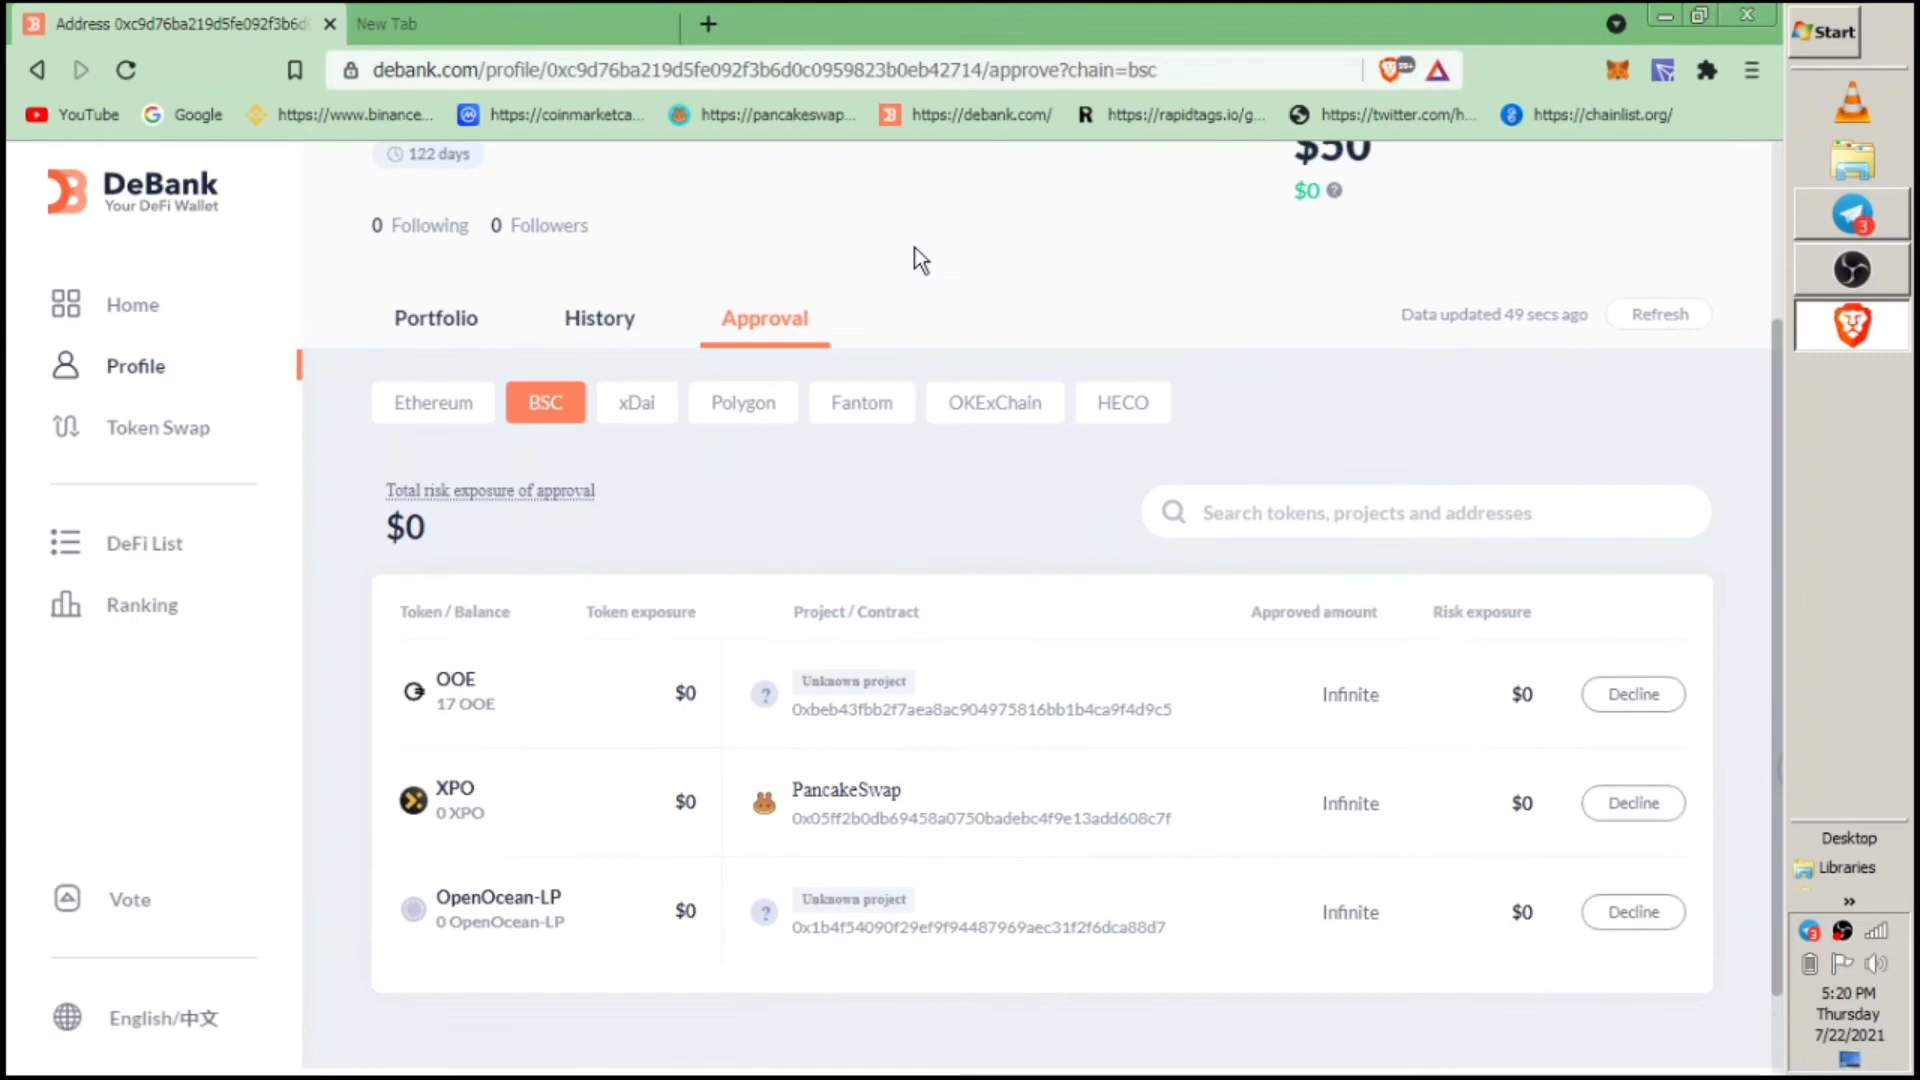 Address 0xc9d76ba219d5fe092f3b6d
New Tab
Start
debank.com/profile/0xc9d76ba219d5fe092f3b6d0c0959823b0eb42714/approve?chain=bsc
99+
YouTube
Google
https://www.binance...
https://coinmarketca...
https://pancakeswap...
https://debank.com/
https://rapidtags.io/g...
https://twitter.com/h...
https://chainlist.org/
DeBank
Your DeFi Wallet
Home
Profile
Token Swap
DeFi List
Ranking
Vote
English/中文
122 days
$50
$0
0 Following 0 Followers
Portfolio
History
Approval
Data updated 49 secs ago
Refresh
Ethereum
BSC
xDai
Polygon
Fantom
OKExChain
HECO
Total risk exposure of approval
$0
Search tokens, projects and addresses
Token / Balance
Token exposure
Project / Contract
Approved amount
Risk exposure
OOE
17 OOE
$0
?
Unknown project
0xbeb43fbb2f7aea8ac904975816bb1b4ca9f4d9c5
Infinite
$0
Decline
XPO
0 XPO
$0
PancakeSwap
0x05ff2b0db69458a0750badebc4f9e13add608c7f
Infinite
$0
Decline
OpenOcean-LP
0 OpenOcean-LP
$0
?
Unknown project
0x1b4f54090f29ef9f94487969aec31f2f6dca88d7
Infinite
$0
Decline
3
Desktop
Libraries
»
3
5:20 PM
Thursday
7/22/2021